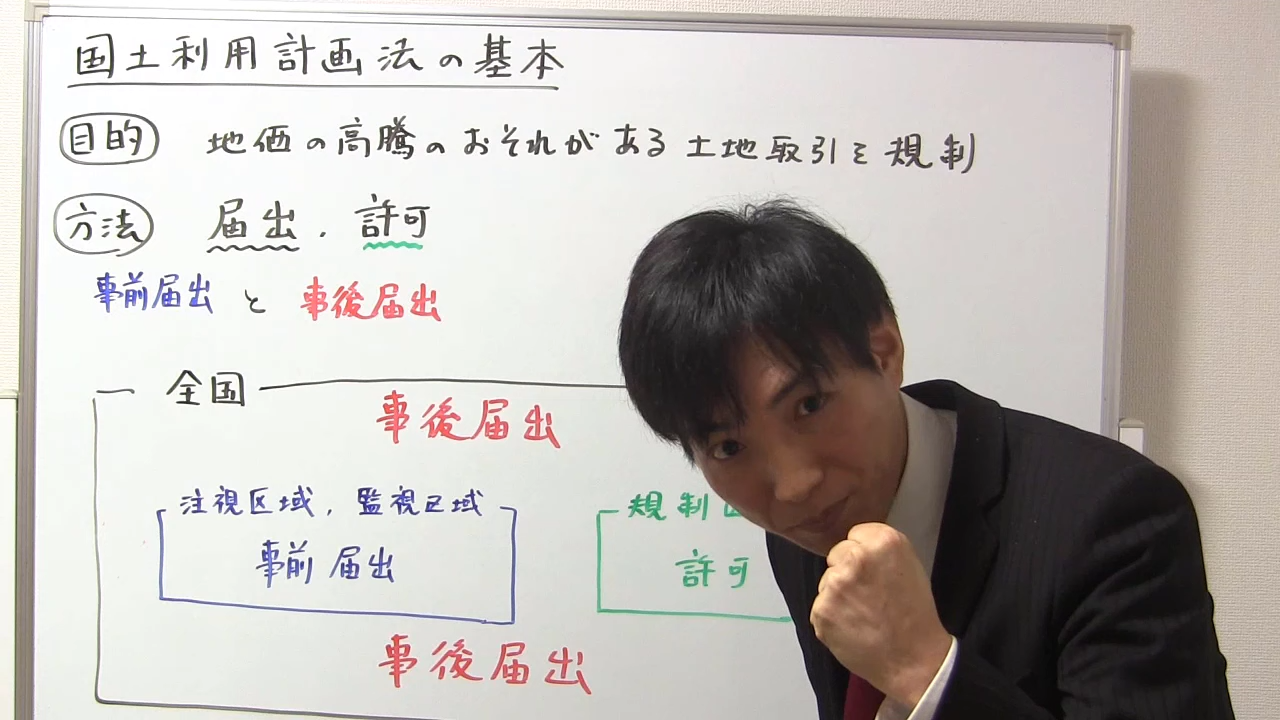 国土利用計画法の基本
目的 地価の高騰のおそれがある土地取引を規制
方法 届出、許可
事前届出と事後届出
全国
事後届出
注視区域、監視区域
事前届出
規制
許可
事後届出